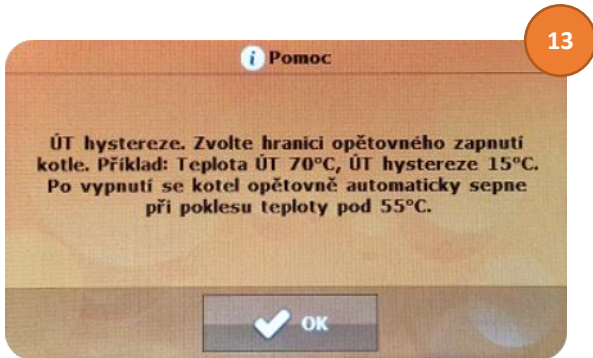 13
Pomoc
ÚT hystereze. Zvolte hranici opětovného zapnutí
kotle. Příklad: Teplota ÚT 70°C, ÚT hystereze 15°C.
Po vypnutí se kotel opětovně automaticky sepne
při poklesu teploty pod 55°C.
OK